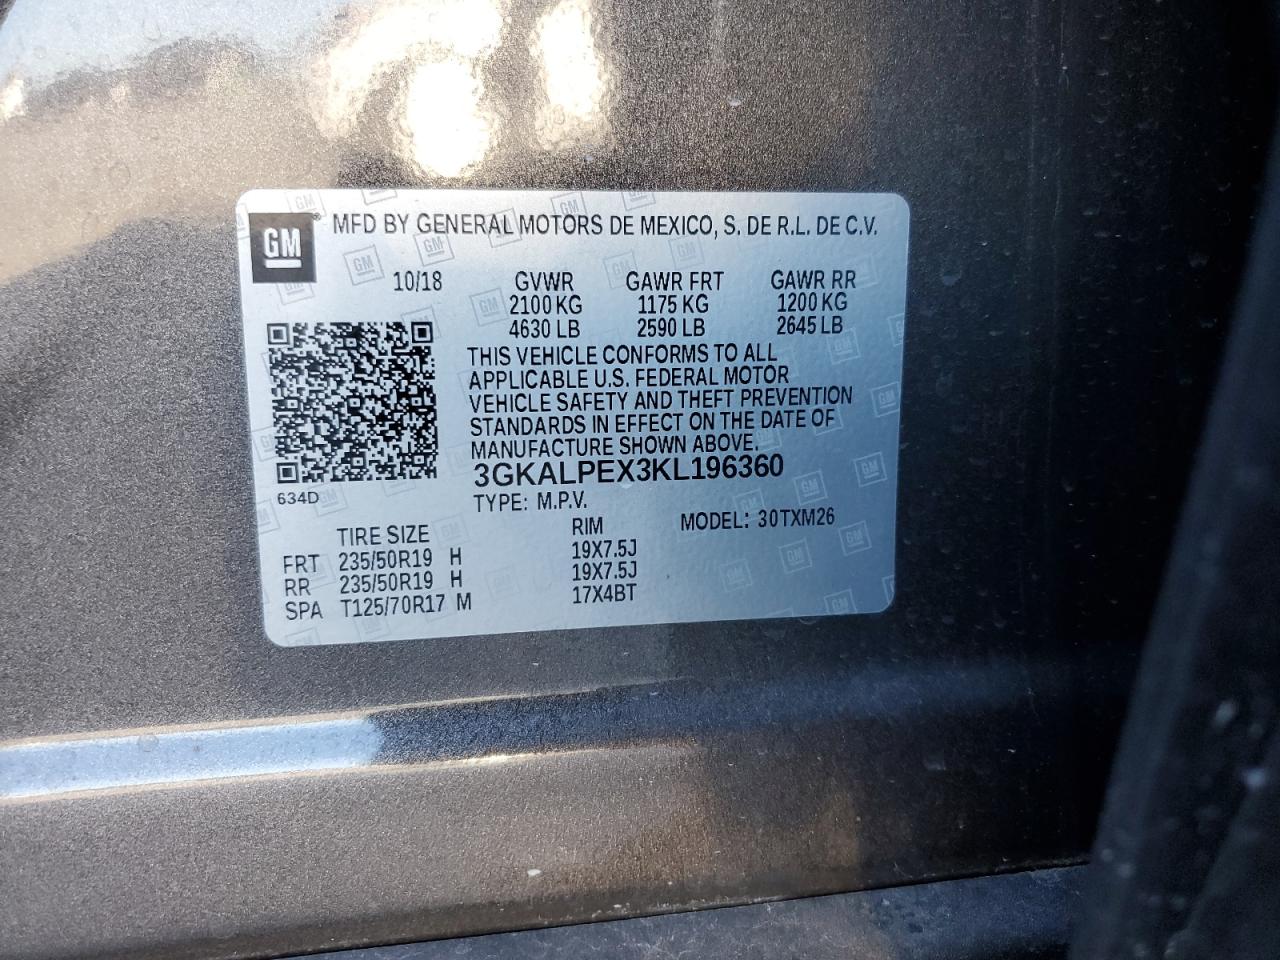 GM ® MFD BY GENERAL MOTORS DE MEXICO, S. DE R.L. DE C.V.
10/18 GVWR GAWR FRT GAWR RR
2100 KG 1175 KG 1200 KG
4630 LB 2590 LB 2645 LB
THIS VEHICLE CONFORMS TO ALL
APPLICABLE U.S. FEDERAL MOTOR
VEHICLE SAFETY AND THEFT PREVENTION
STANDARDS IN EFFECT ON THE DATE OF
MANUFACTURE SHOWN ABOVE.
3GKALPEX3KL196360
634D
TYPE: M.P.V.
TIRE SIZE RIM MODEL: 30TXM26
FRT 235/50R19 H 19X7.5J
RR 235/50R19 H 19X7.5J
SPA T125/70R17 M 17X4BT